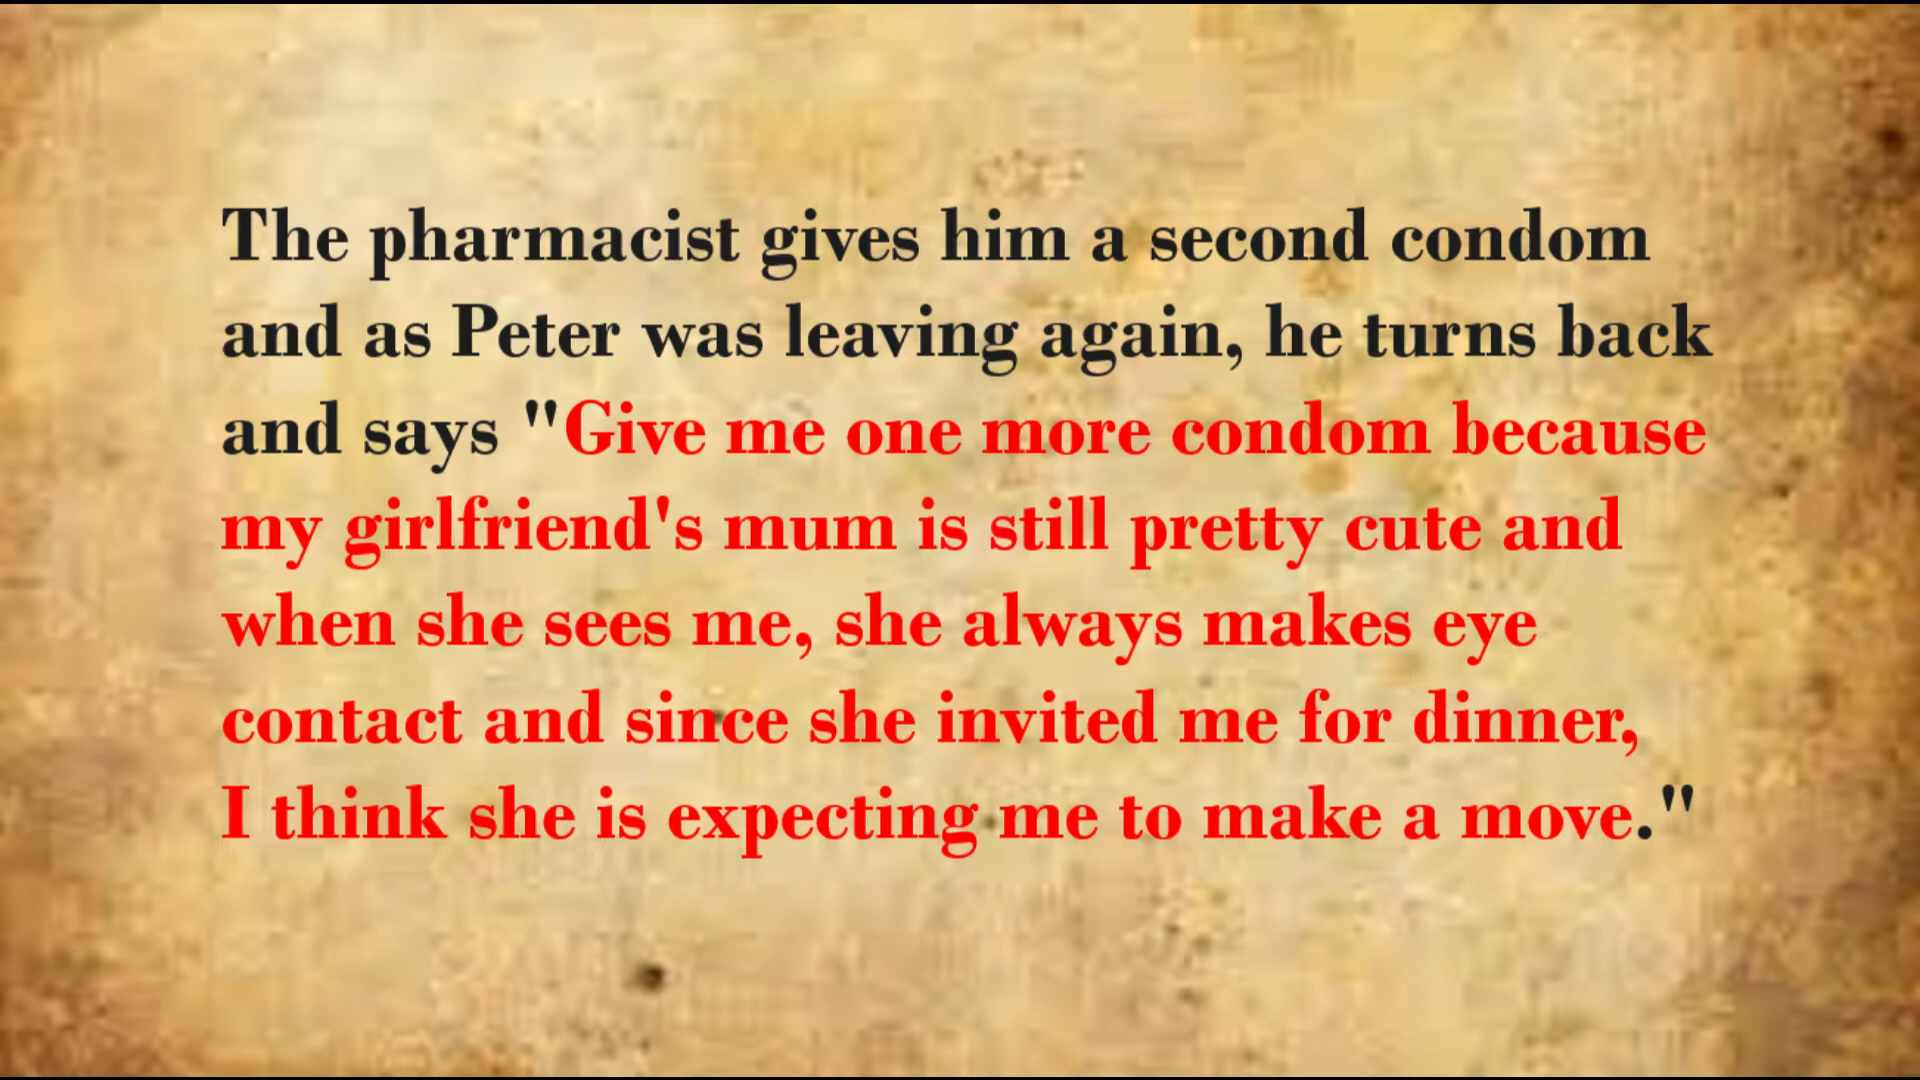 The pharmacist gives him a second condom
and as Peter was leaving again, he turns back
and says "Give me one more condom because
my girlfriend's mum is still pretty cute and
when she sees me, she always makes eye
contact and since she invited me for dinner,
I think she is expecting me to make a move."